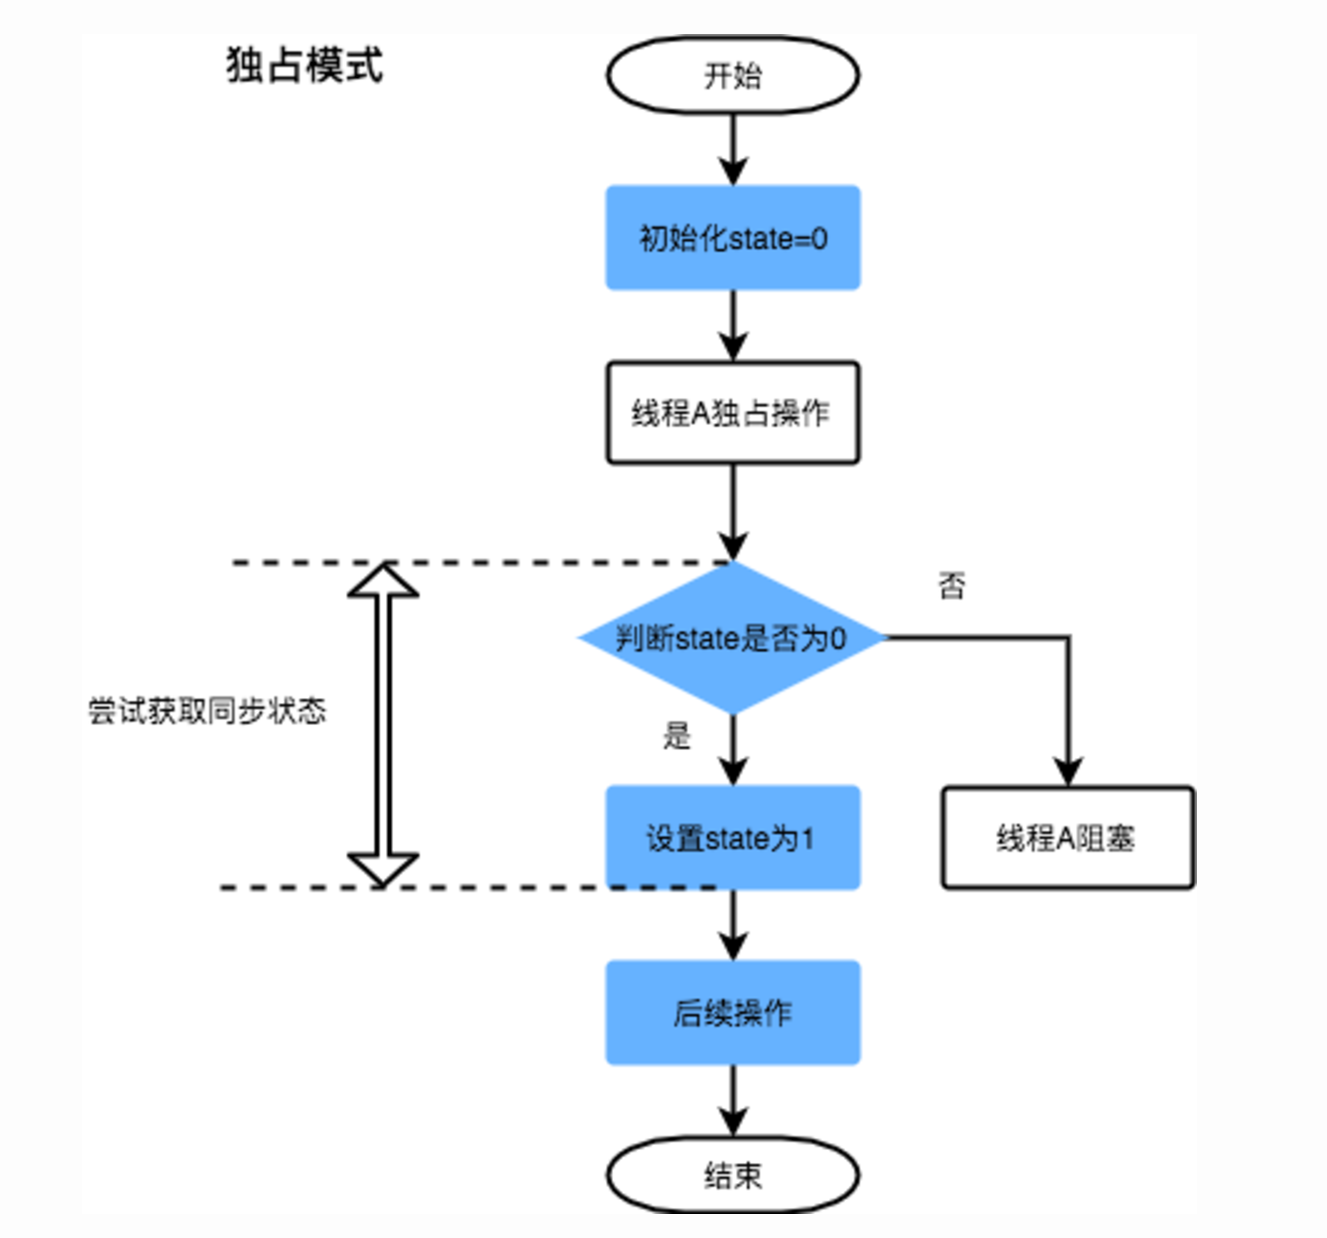 独占模式
开始
初始化state=0
线程A独占操作
判断state是否为0
否
尝试获取同步状态
是
设置state为1
线程A阻塞
后续操作
结束